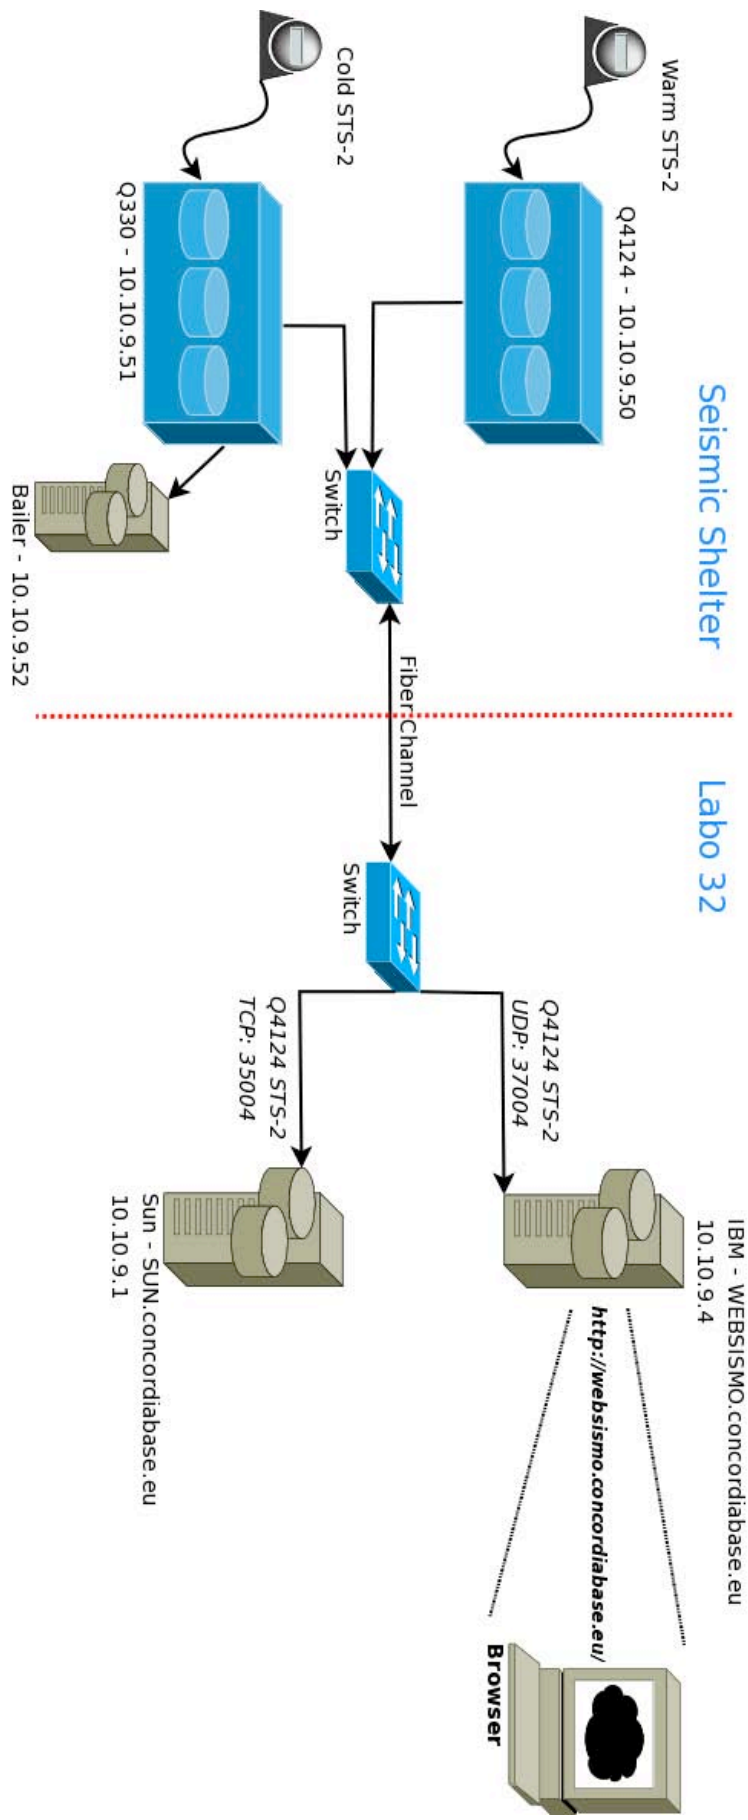 Seismic Shelter
Labo 32
Warm STS-2
Q4124 - 10.10.9.50
Cold STS-2
Q330 - 10.10.9.51
Switch
Bailer - 10.10.9.52
Fiber Channel
Switch
Q4124 STS-2
UDP: 37004
Q4124 STS-2
TCP: 35004
IBM - WEBSISMO.concordiabase.eu
10.10.9.4
http://websismo.concordiabase.eu/
Browser
Sun - SUN.concordiabase.eu
10.10.9.1